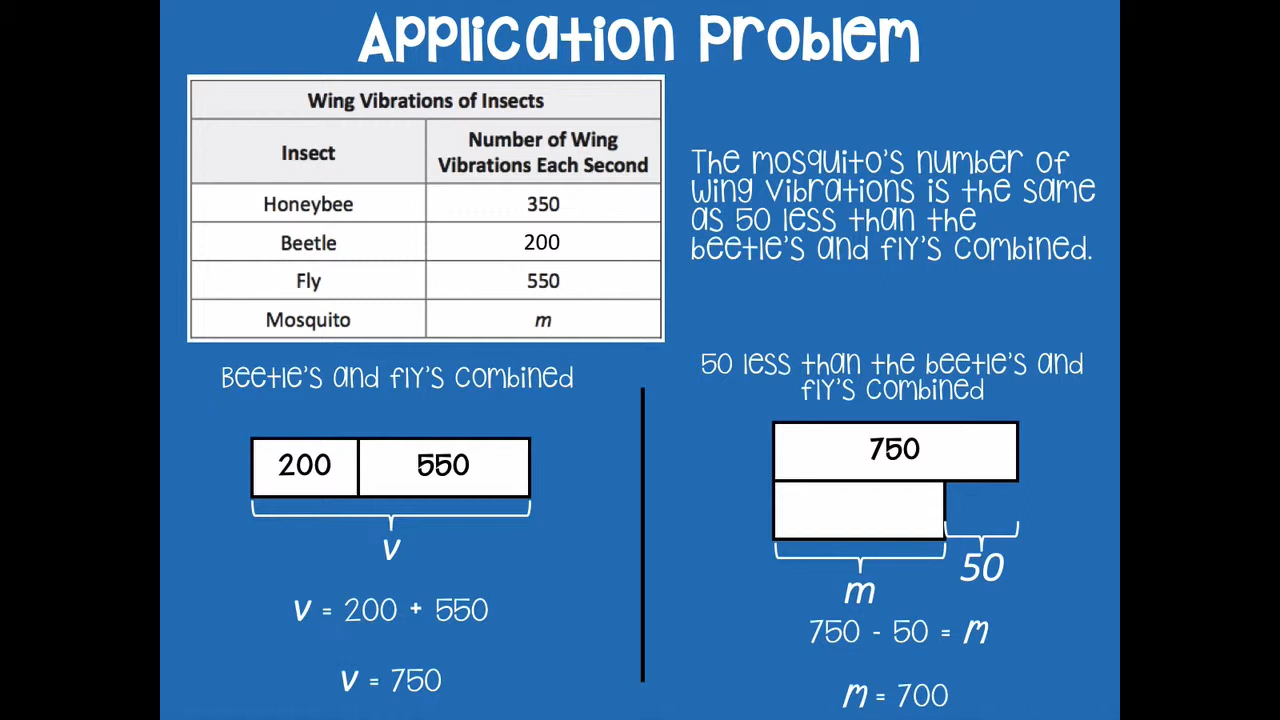 Application Problem
Wing Vibrations of Insects
Insect
Number of Wing
Vibrations Each Second
Honeybee 350
Beetle 200
Fly 550
Mosquito m
The mosquito's number of
wing vibrations is the same
as 50 less than the
beetle's and fly's combined.
Beetle's and fly's combined
200 550
v
v = 200 + 550
v = 750
50 less than the beetle's and
fly's combined
750
50
m
750 - 50 = m
m = 700